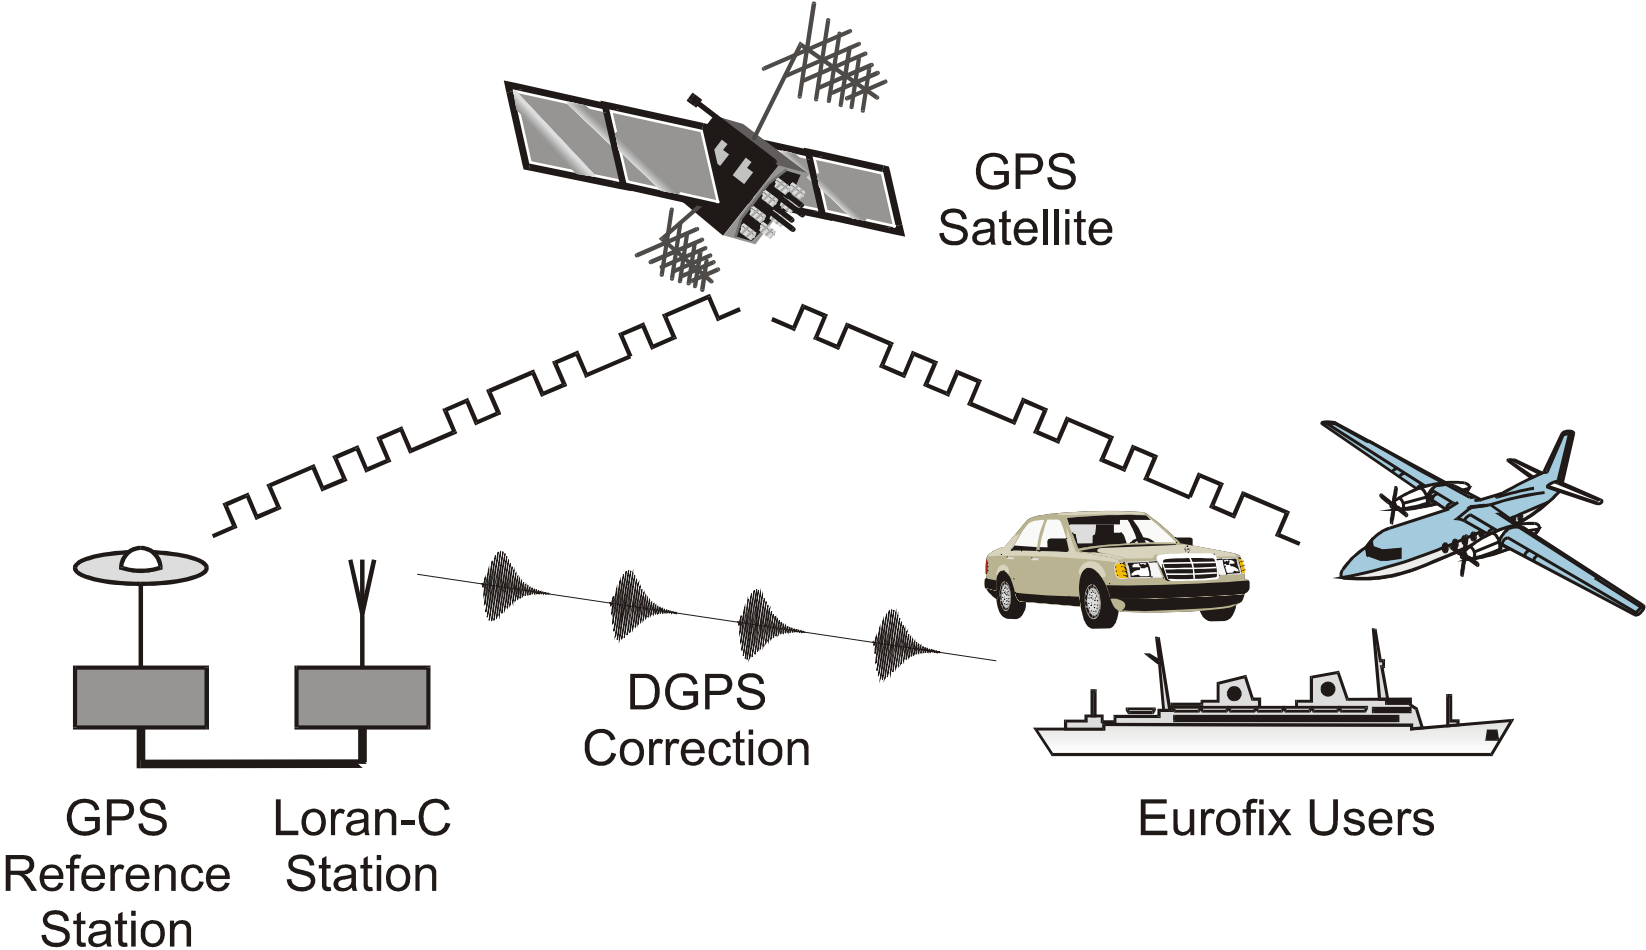 GPS
Satellite
DGPS
Correction
GPS
Reference
Station
Loran-C
Station
Eurofix Users